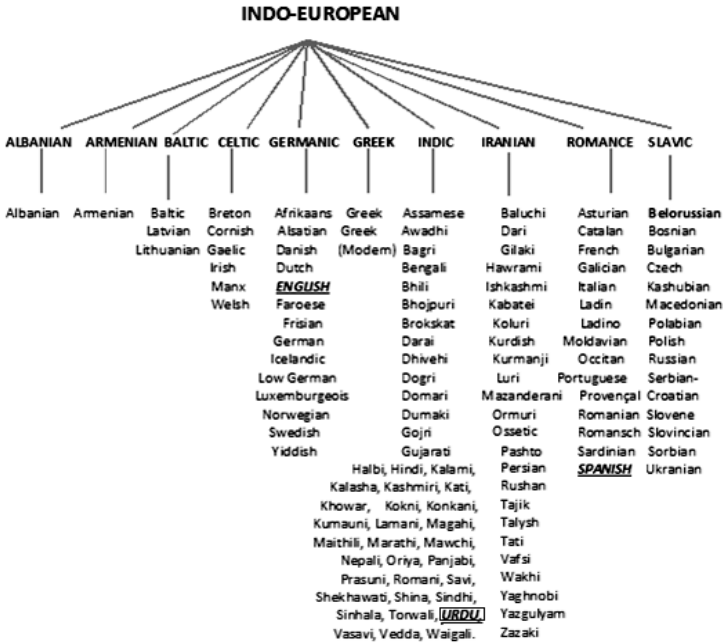 INDO-EUROPEAN
ALBANIAN
Albanian
ARMENIAN
Armenian
BALTIC
Baltic
Latvian
Lithuanian
CELTIC
Breton
Cornish
Gaelic
Irish
Manx
Welsh
GERMANIC
Afrikaans
Alsatian
Danish
Dutch
ENGUSH
Faroese
Frisian
German
Icelandic
Low German
Luxemburgeois
Norwegian
Swedish
Yiddish
GREEK
Greek
Greek
(Modem)
INDIC
Assamese
Awadhi
Bagri
Bengali
Bhili
Bhojpuri
Brokskat
Darai
Dhivehi
Dogri
Domari
Dumaki
Gojri
Gujarati
Halbi, Hindi, Kalami,
Kalasha, Kashmiri, Kati,
Khowar, Kokni, Konkani,
Kumauni, Lamani, Magahi,
Maithili, Marathi, Mawchi,
Nepali, Oriya, Panjabi,
Prasuni, Romani, Savi,
Shekhawati, Shina, Sindhi,
Sinhala, Torwali, URDU,
Vasavi, Vedda, Waigali.
IRANIAN
Baluchi
Dari
Gilaki
Hawrami
Ishkashmi
Kabatei
Koluri
Kurdish
Kurmanji
Luri
Mazanderani
Ormuri
Ossetic
Pashto
Persian
Rushan
Tajik
Talysh
Tati
Vafsi
Wakhi
Yaghnobi
Yazgulyam
Zazaki
ROMANCE
Asturian
Catalan
French
Galician
Italian
Ladin
Ladino
Moldavian
Occitan
Portuguese
Provençal
Romanian
Romansch
Sardinian
SPANISH
SLAVIC
Belorussian
Bosnian
Bulgarian
Czech
Kashubian
Macedonian
Polabian
Polish
Russian
Serbian-
Croatian
Slovene
Slovincian
Sorbian
Ukranian